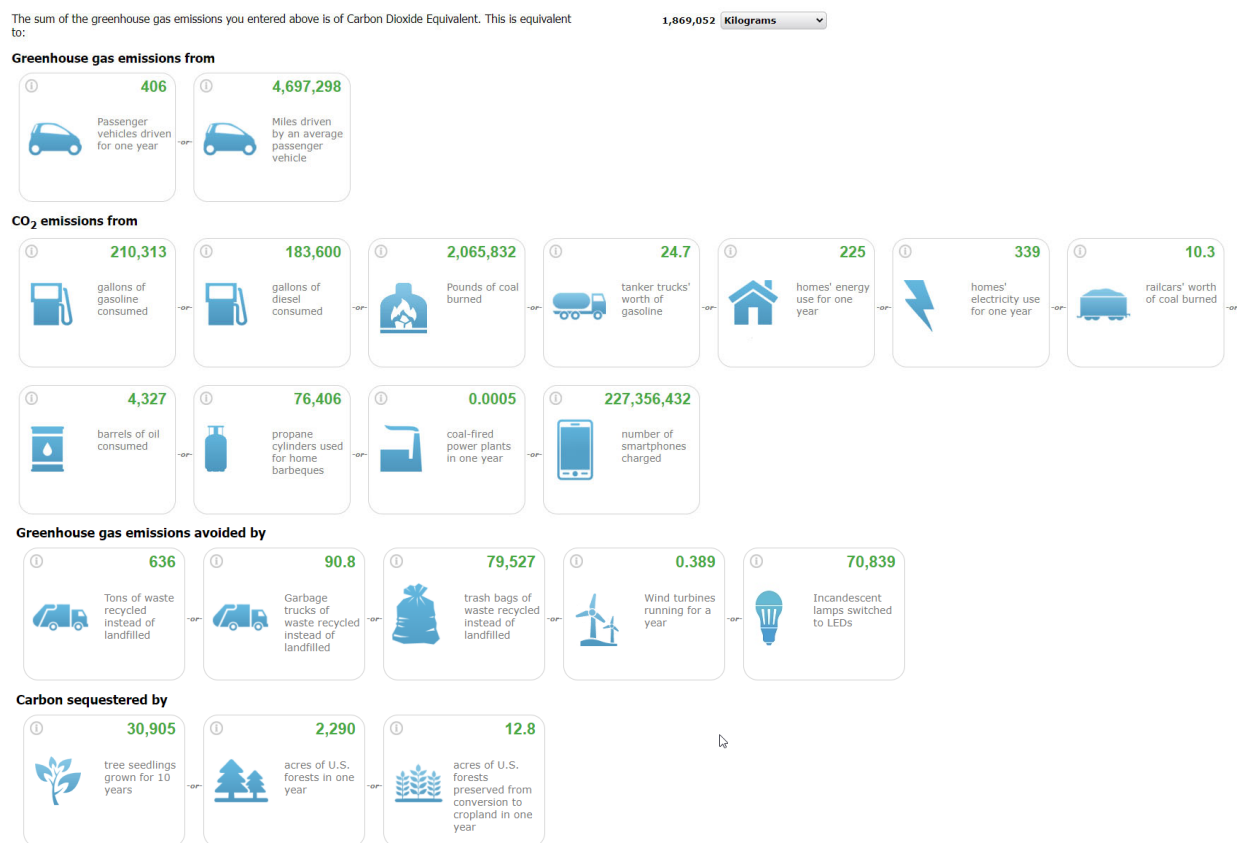 The sum of the greenhouse gas emissions you entered above is of Carbon Dioxide Equivalent. This is equivalent
to:
1,869,052 Kilograms
Greenhouse gas emissions from
406
Passenger
vehicles driven
for one year
-or-
4,697,298
Miles driven
by an average
passenger
vehicle
CO2 emissions from
210,313
gallons of
gasoline
consumed
-or-
183,600
gallons of
diesel
consumed
-or-
2,065,832
Pounds of coal
burned
-or-
24.7
tanker trucks'
worth of
gasoline
-or-
225
homes' energy
use for one
year
-or-
339
homes'
electricity use
for one year
-or-
10.3
railcars' worth
of coal burned
-or
4,327
barrels of oil
consumed
-or-
76,406
propane
cylinders used
for home
barbeques
-or-
0.0005
coal-fired
power plants
in one year
-or-
227,356,432
number of
smartphones
charged
Greenhouse gas emissions avoided by
636
Tons of waste
recycled
instead of
landfilled
-or-
90.8
Garbage
trucks of
waste recycled
instead of
landfilled
-or-
79,527
trash bags of
waste recycled
instead of
landfilled
-or-
0.389
Wind turbines
running for a
year
-or-
70,839
Incandescent
lamps switched
to LEDs
Carbon sequestered by
30,905
tree seedlings
grown for 10
years
-or-
2,290
acres of U.S.
forests in one
year
-or-
12.8
acres of U.S.
forests
preserved from
conversion to
cropland in one
year